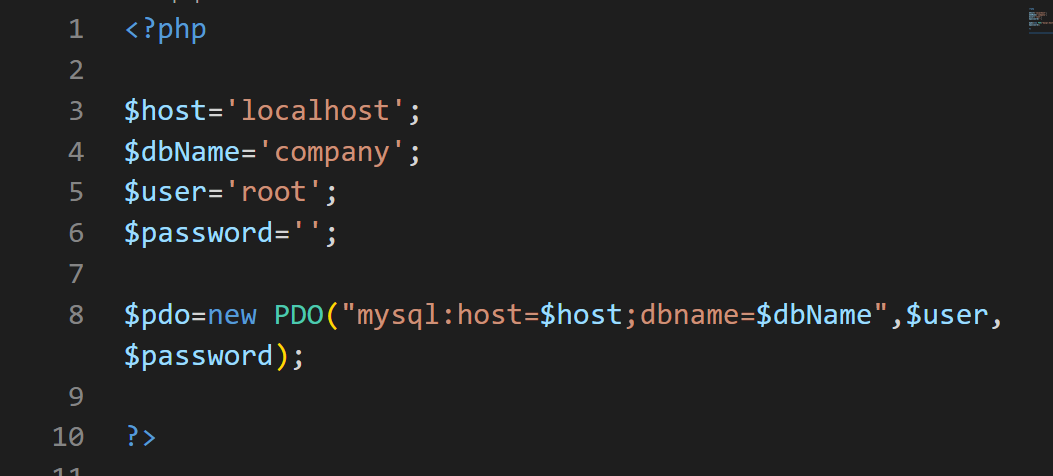 1 <?php
2
3 $host='localhost';
4 $dbName='company';
5 $user='root';
6 $password='';
7
8 $pdo=new PDO("mysql:host=$host;dbname=$dbName",$user,
$password);
9
10 ?>
11